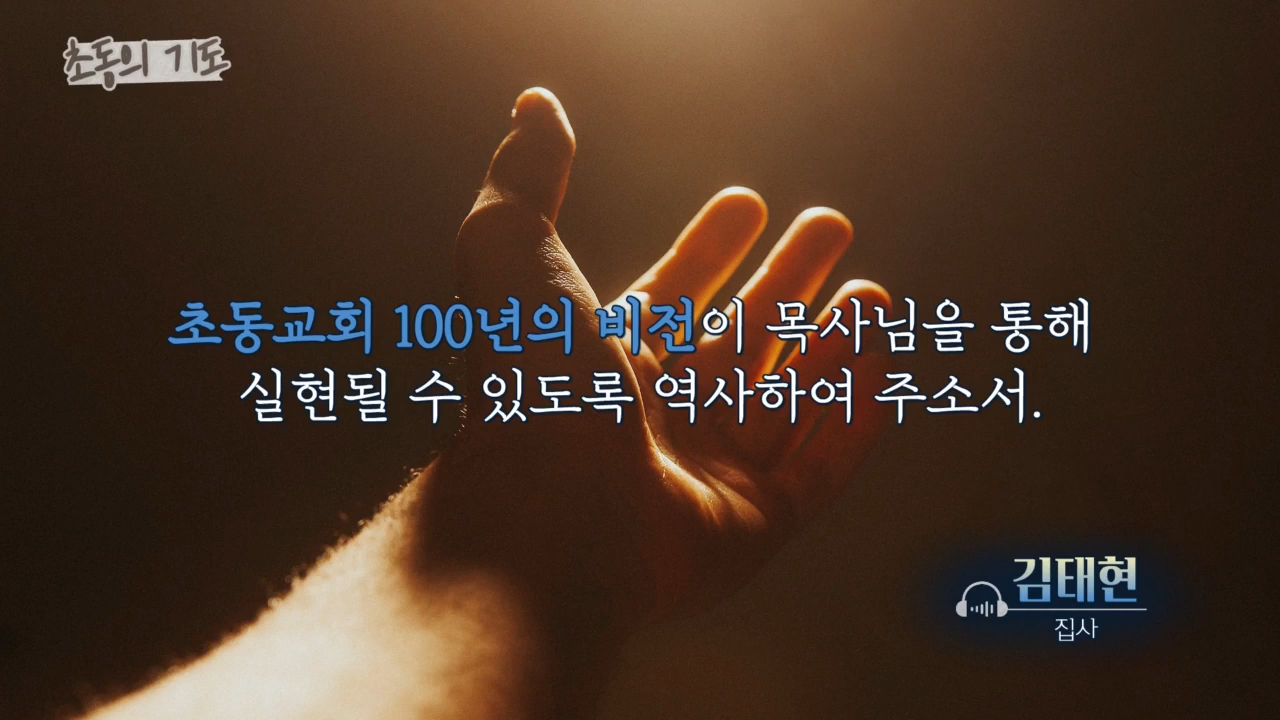 초동의 기도
초동교회 100년의 비전이 목사님을 통해
실현될 수 있도록 역사하여 주소서.
김태현
집사